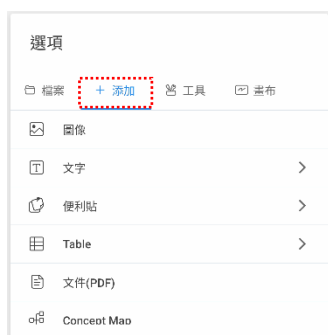 選項
檔案 + 添加 工具 畫布
圖像
文字
便利貼
Table
文件(PDF)
Concept Map